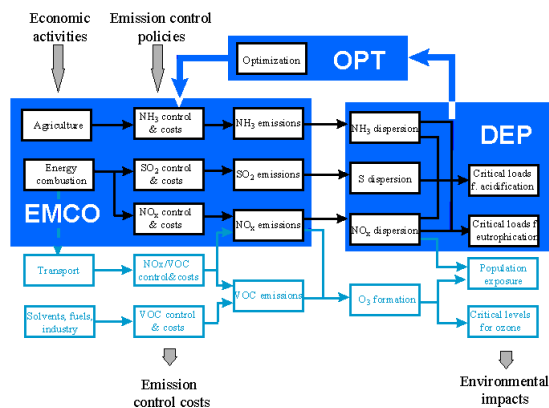 Economic
activities
Emission control
policies
Optimization
OPT
Agriculture
NH3 control
& costs
NH3 emissions
NH3 dispersion
DEP
Energy
combustion
SO2 control
& costs
SO2 emissions
S dispersion
Critical loads
f. acidification
EMCO
NOx control
& costs
NOx emissions
NOx dispersion
Critical loads f
eutrophication
Transport
NOx/VOC
control&costs
VOC emissions
O3 formation
Population
exposure
Solvents, fuels,
industry
VOC control
& costs
Critical levels
for ozone
Emission
control costs
Environmental
impacts